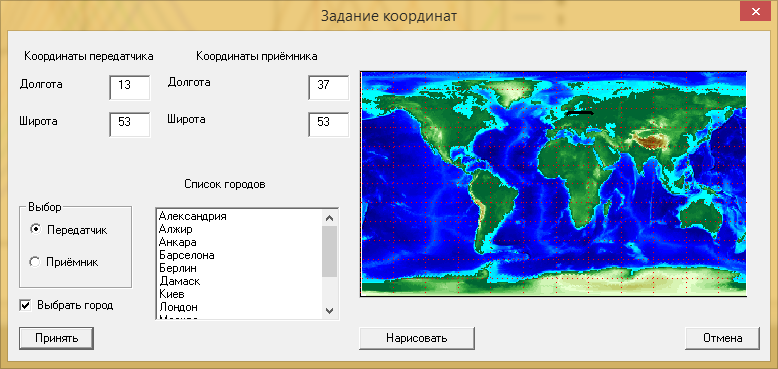 Задание координат
Координаты передатчика
Координаты приёмника
Долгота
13
Долгота
37
Широта
53
Широта
53
Список городов
Выбор
Передатчик
Приёмник
Выбрать город
Александрия
Алжир
Анкара
Барселона
Берлин
Дамаск
Киев
Лондон
Принять
Нарисовать
Отмена